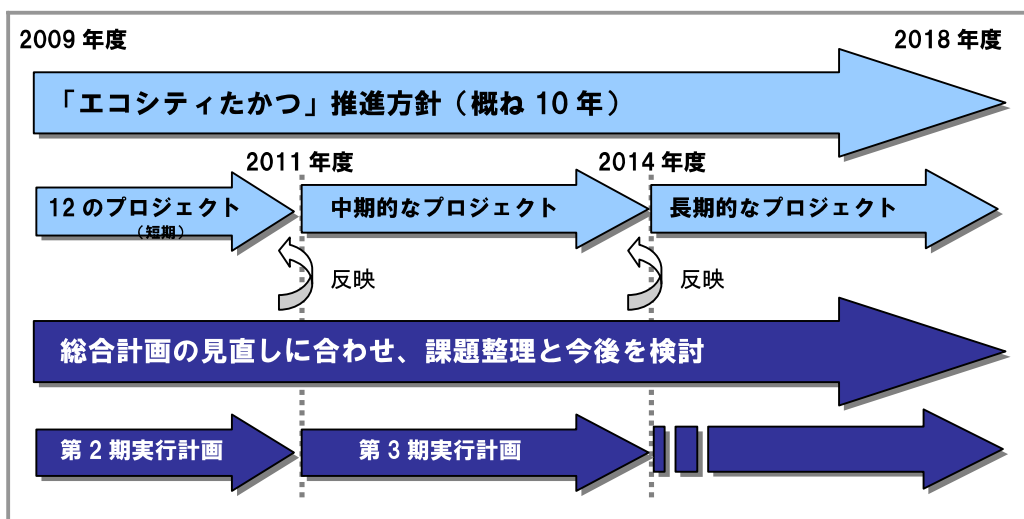 2009 年度
2018 年度
「エコシティたかつ」推進方針(概ね 10 年)
2011 年度
2014 年度
12 のプロジェクト
(短期)
中期的なプロジェクト
長期的なプロジェクト
反映
反映
総合計画の見直しに合わせ、課題整理と今後を検討
第 2 期実行計画
第 3 期実行計画